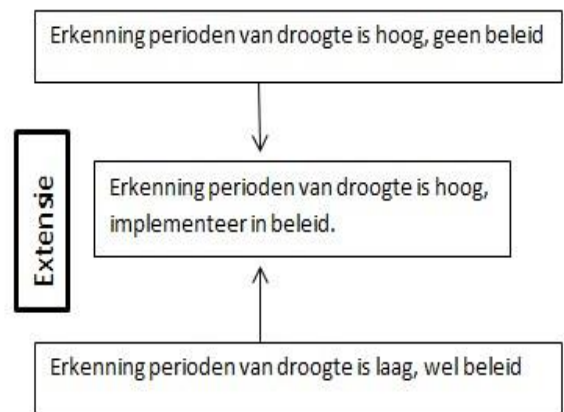 Erkenning perioden van droogte is hoog, geen beleid
Extensie
Erkenning perioden van droogte is hoog,
implementeer in beleid.
Erkenning perioden van droogte is laag, wel beleid